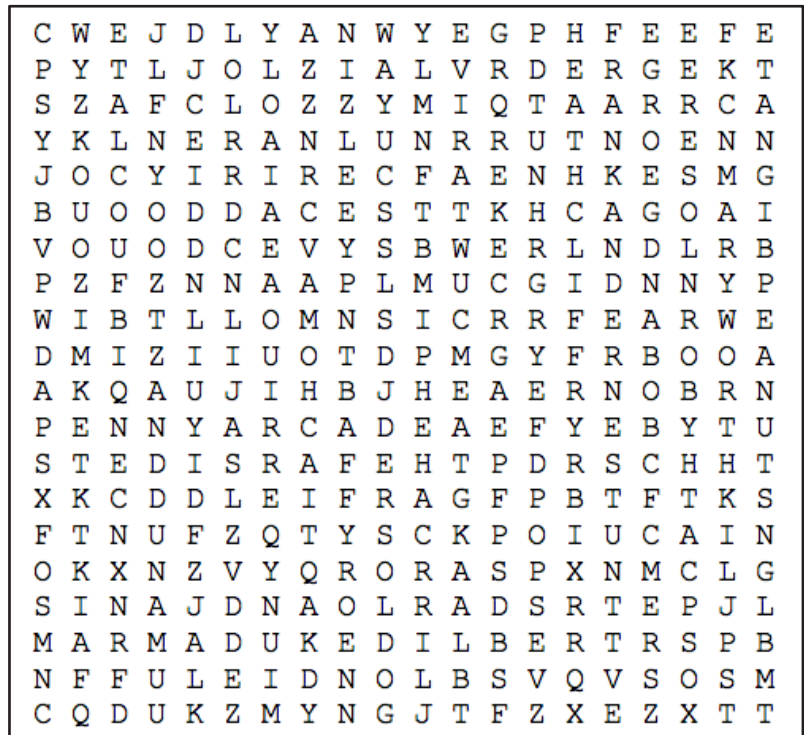 C W E J D L Y A N W Y E G P H F E E F E
P Y T L J O L Z I A L V R D E R G E K T
S Z A F C L O Z Z Y M I Q T A A R R C A
Y K L N E R A N L U N R R U T N O E N N
J O C Y I R I R E C F A E N H K E S M G
B U O O D D A C E S T T K H C A G O A I
V O U O D C E V Y S B W E R L N D L R B
P Z F Z N N A A P L M U C G I D N N Y P
W I B T L L O M N S I C R R F E A R W E
D M I Z I I U O T D P M G Y F R B O O A
A K Q A U J I H B J H E A E R N O B R N
P E N N Y A R C A D E A E F Y E B Y T U
S T E D I S R A F E H T P D R S C H H T
X K C D D L E I F R A G F P B T F T K S
F T N U F Z Q T Y S C K P O I U C A I N
O K X N Z V Y Q R O R A S P X N M C L G
S I N A J D N A O L R A D S R T E P J L
M A R M A D U K E D I L B E R T R S P B
N F F U L E I D N O L B S V Q V S O S M
C Q D U K Z M Y N G J T F Z X E Z X T T